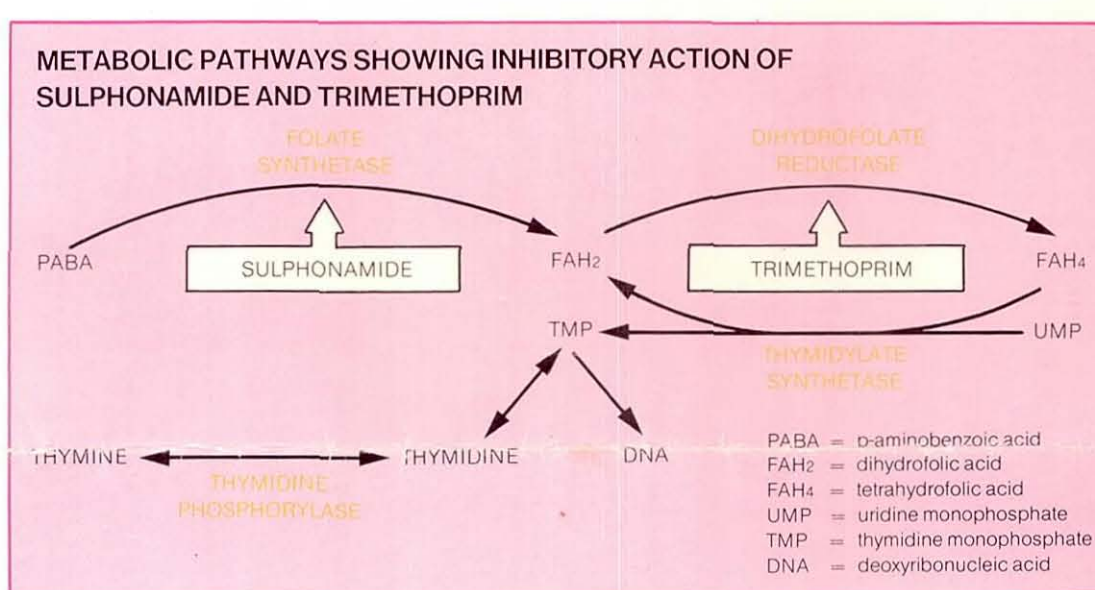 METABOLIC PATHWAYS SHOWING INHIBITORY ACTION OF
SULPHONAMIDE AND TRIMETHOPRIM
FOLATE
SYNTHETASE
DIHYDROFOLATE
REDUCTASE
PABA
SULPHONAMIDE
FAH2
TRIMETHOPRIM
FAH4
TMP
UMP
THYMIDYLATE
SYNTHETASE
THYMINE
THYMIDINE
DNA
THYMIDINE
PHOSPHORYLASE
PABA = p-aminobenzoic acid
FAH2 = dihydrofolic acid
FAH4 = tetrahydrofolic acid
UMP = uridine monophosphate
TMP = thymidine monophosphate
DNA = deoxyribonucleic acid